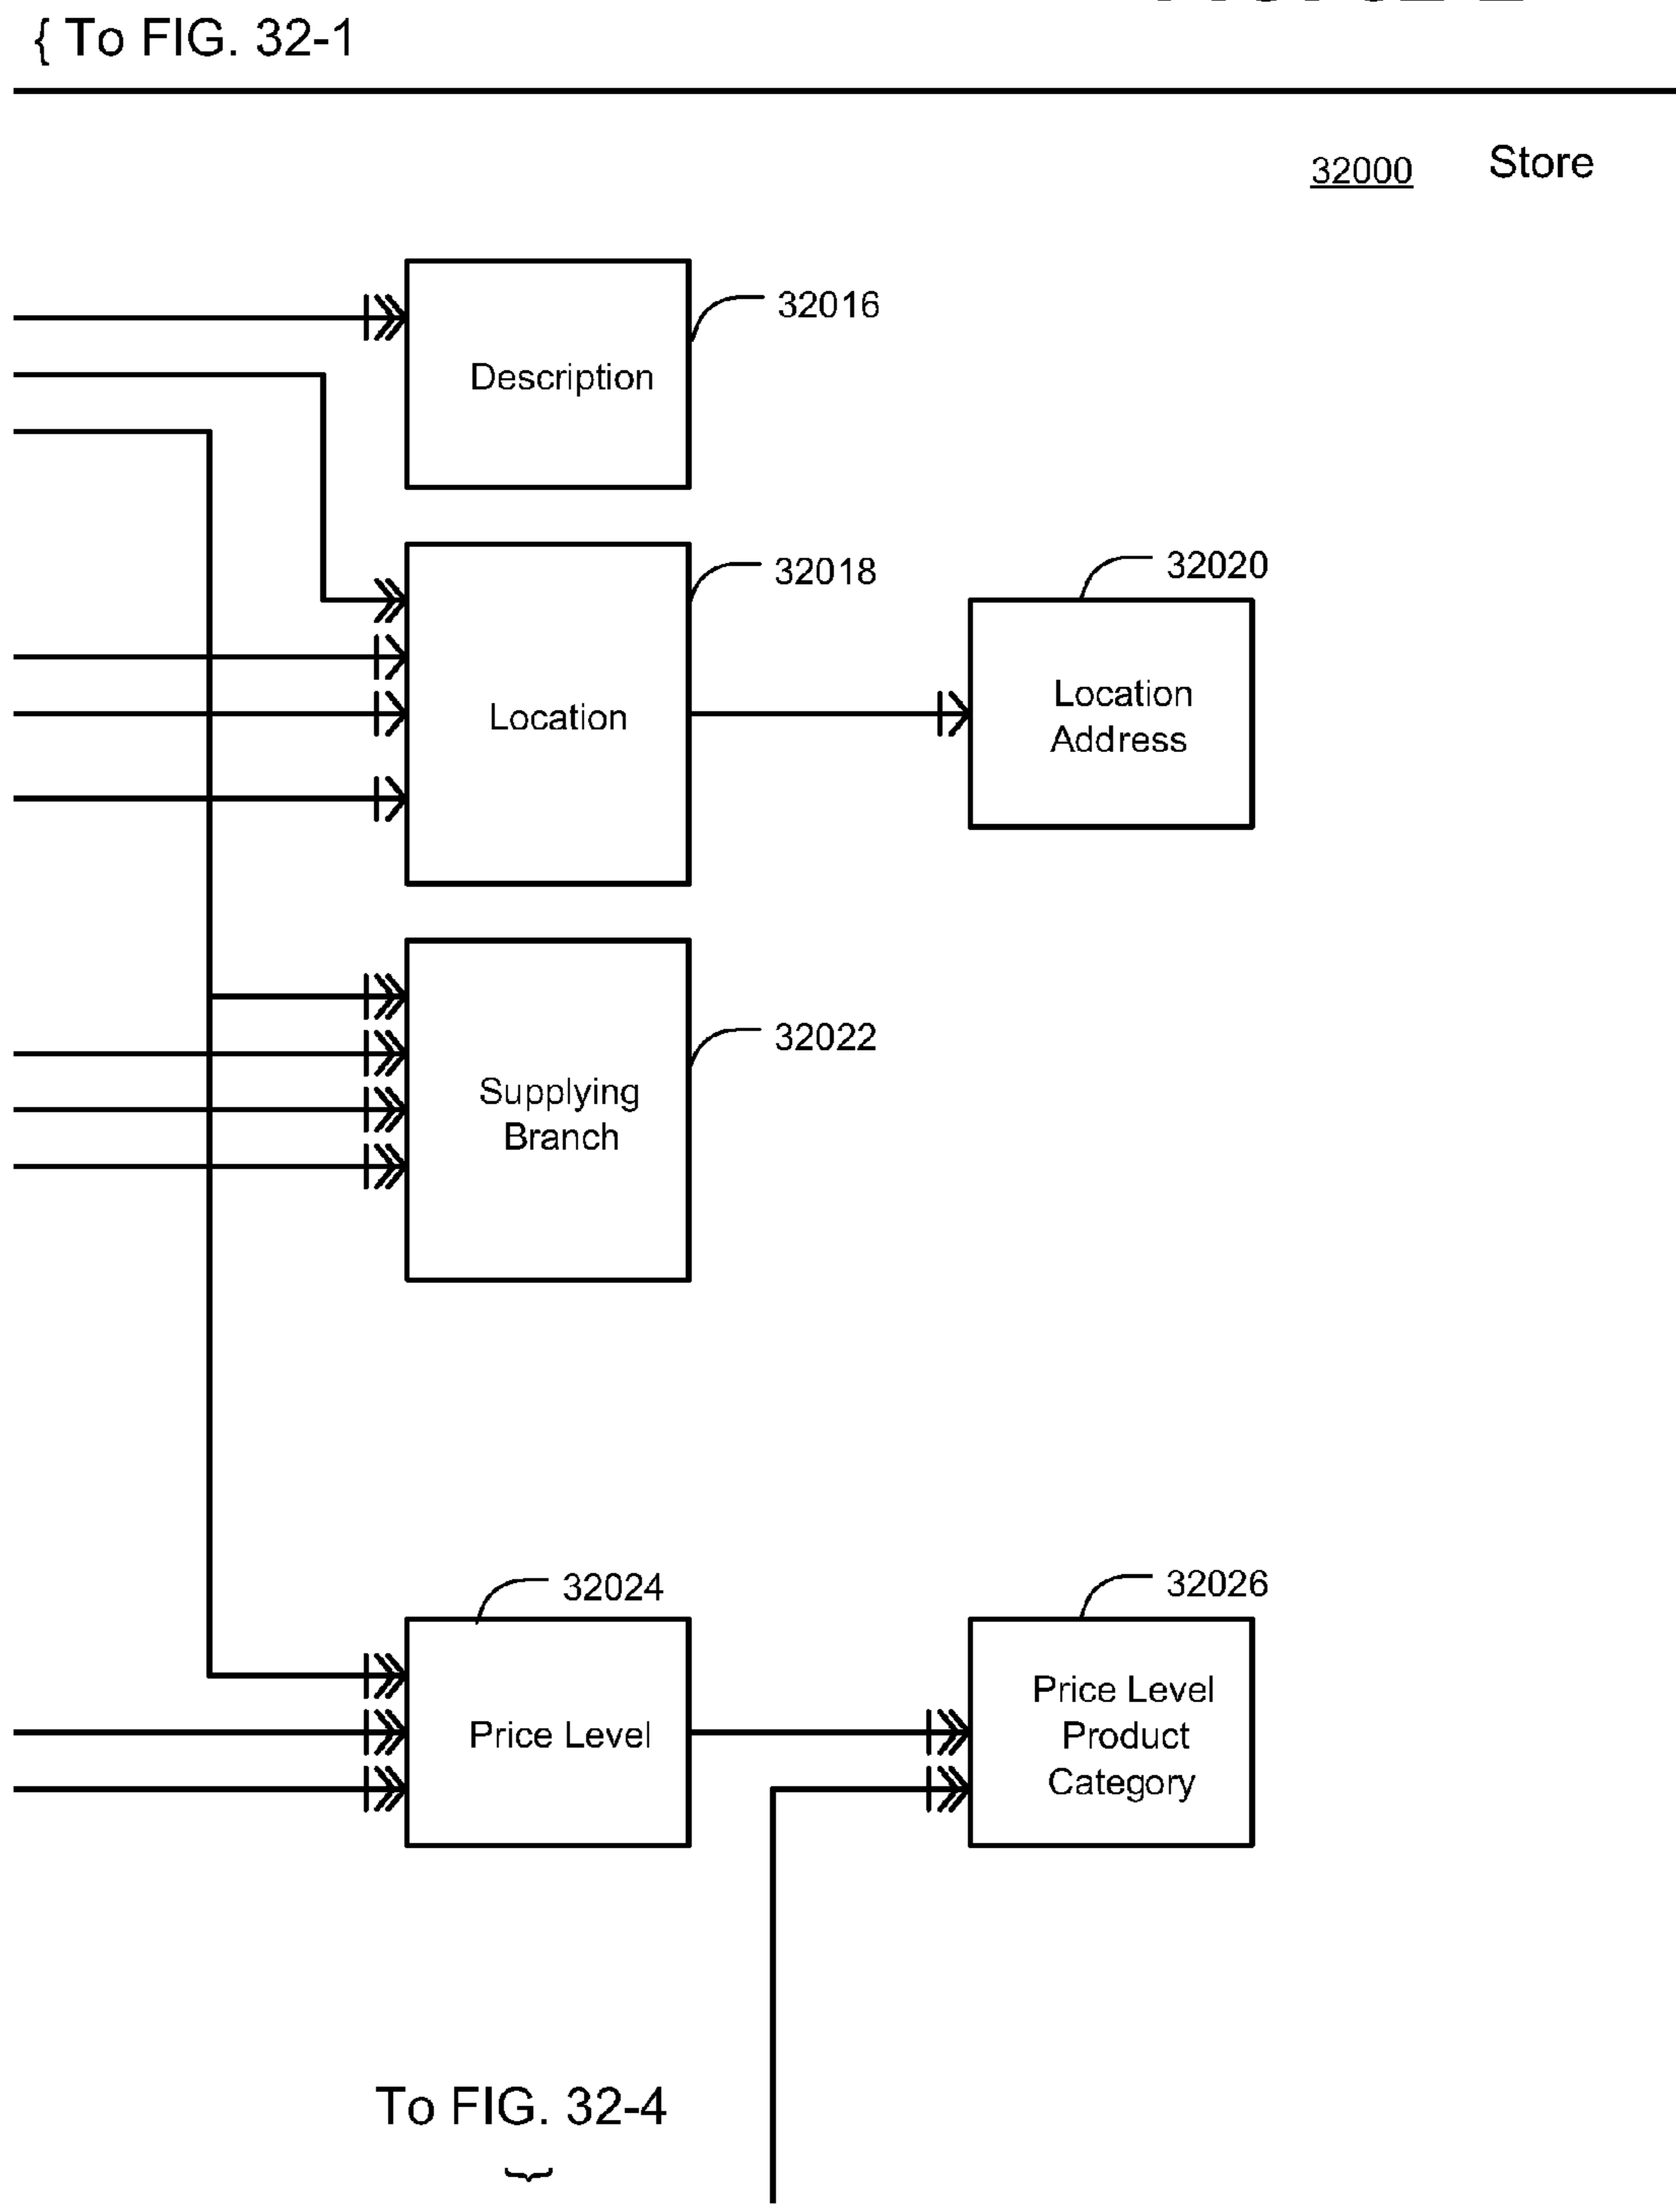 { To FIG. 32-1
32000 Store
32016
Description
32018
32020
Location
Address
Location
32022
Supplying
Branch
32024
32026
Price Level
Price Level
Product
Category
To FIG. 32-4
}